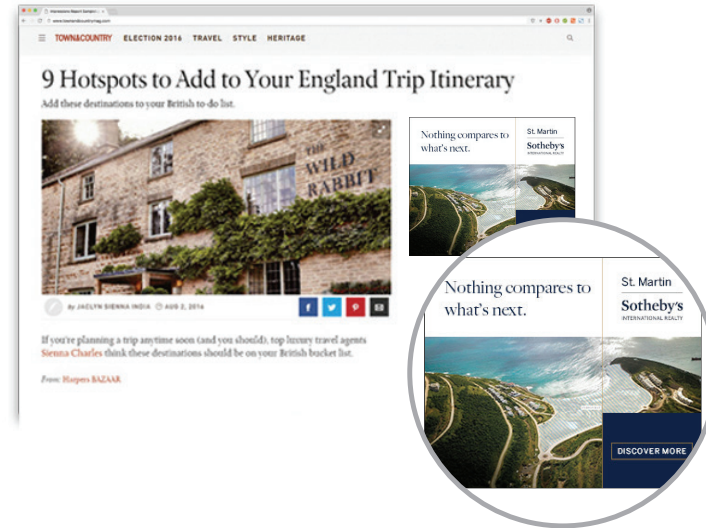 www.townandcountrymag.com
TOWN&COUNTRY ELECTION 2016 TRAVEL STYLE HERITAGE
9 Hotspots to Add to Your England Trip Itinerary
Add these destinations to your British to-do list.
THE
WILD
RABBIT
by JACLYN SIENNA INDIA AUG 2, 2016
If you're planning a trip anytime soon (and you should), top luxury travel agents
Sienna Charles think these destinations should be on your British bucket list.
From: Harpers BAZAAR
Nothing compares to
what's next.
St. Martin
Sotheby's
INTERNATIONAL REALTY
Nothing compares to
what's next.
St. Martin
Sotheby's
INTERNATIONAL REALTY
DISCOVER MORE